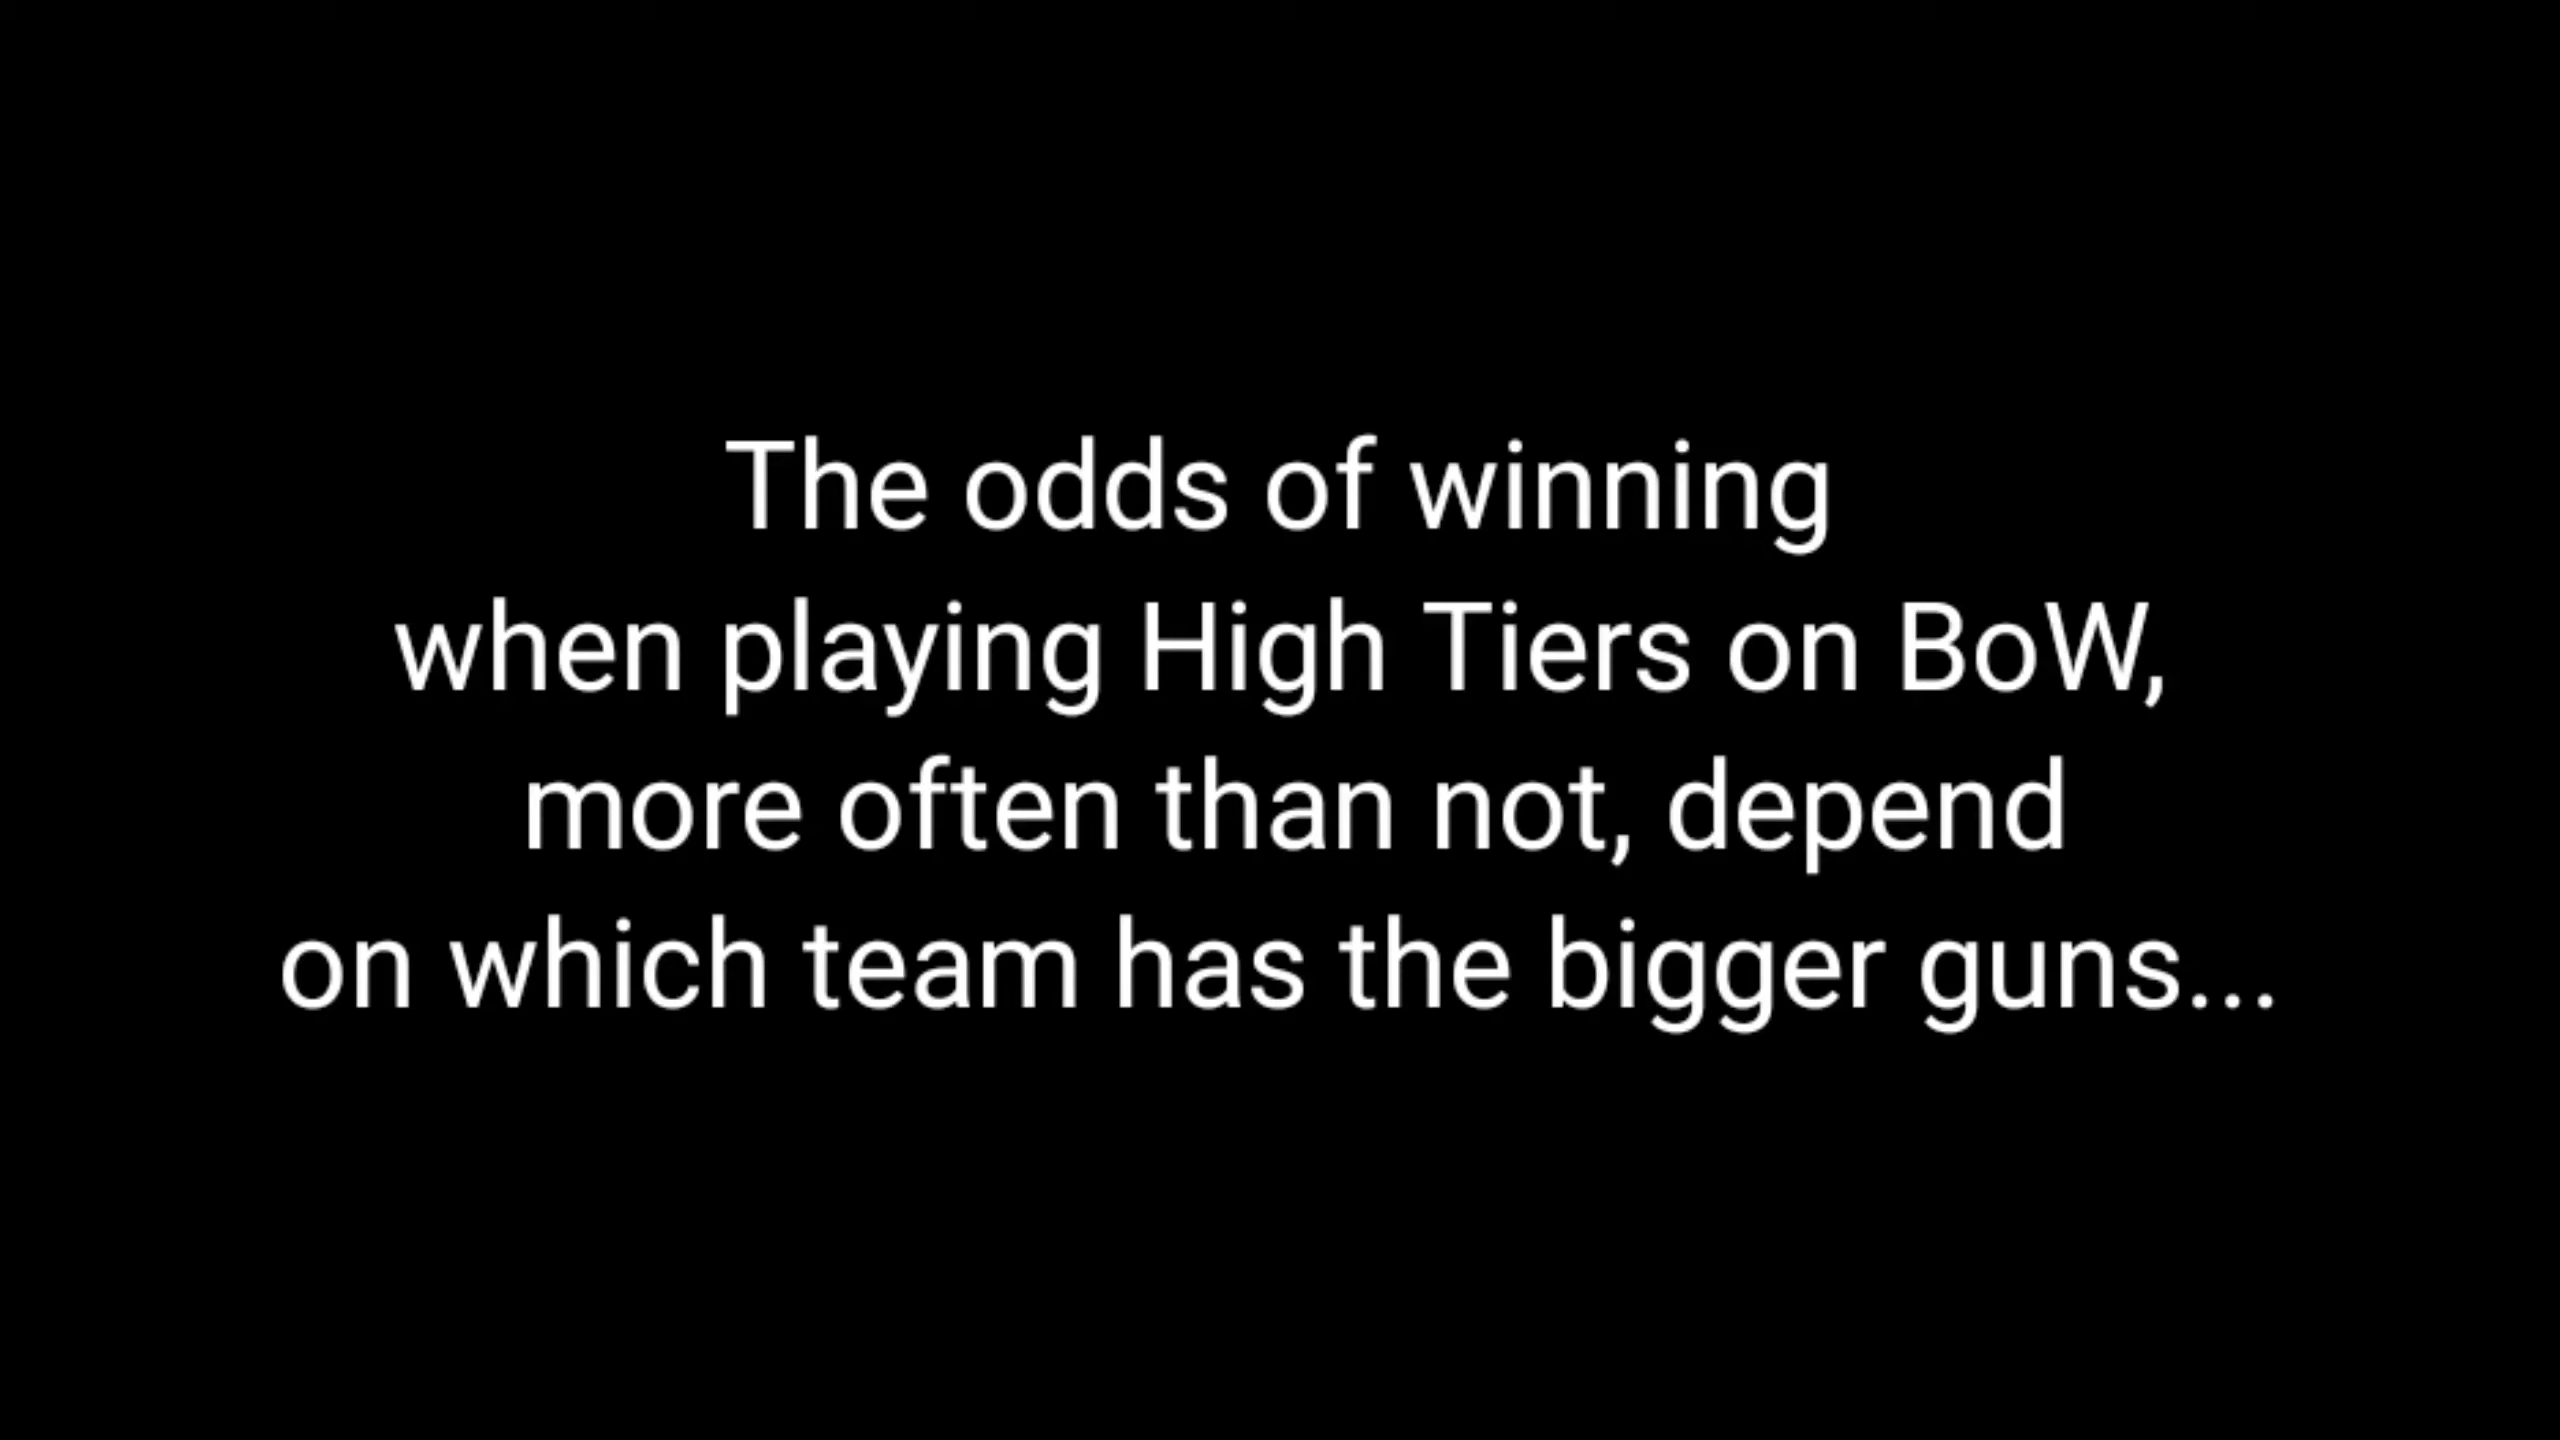 The odds of winning
when playing High Tiers on BoW,
more often than not, depend
on which team has the bigger guns...